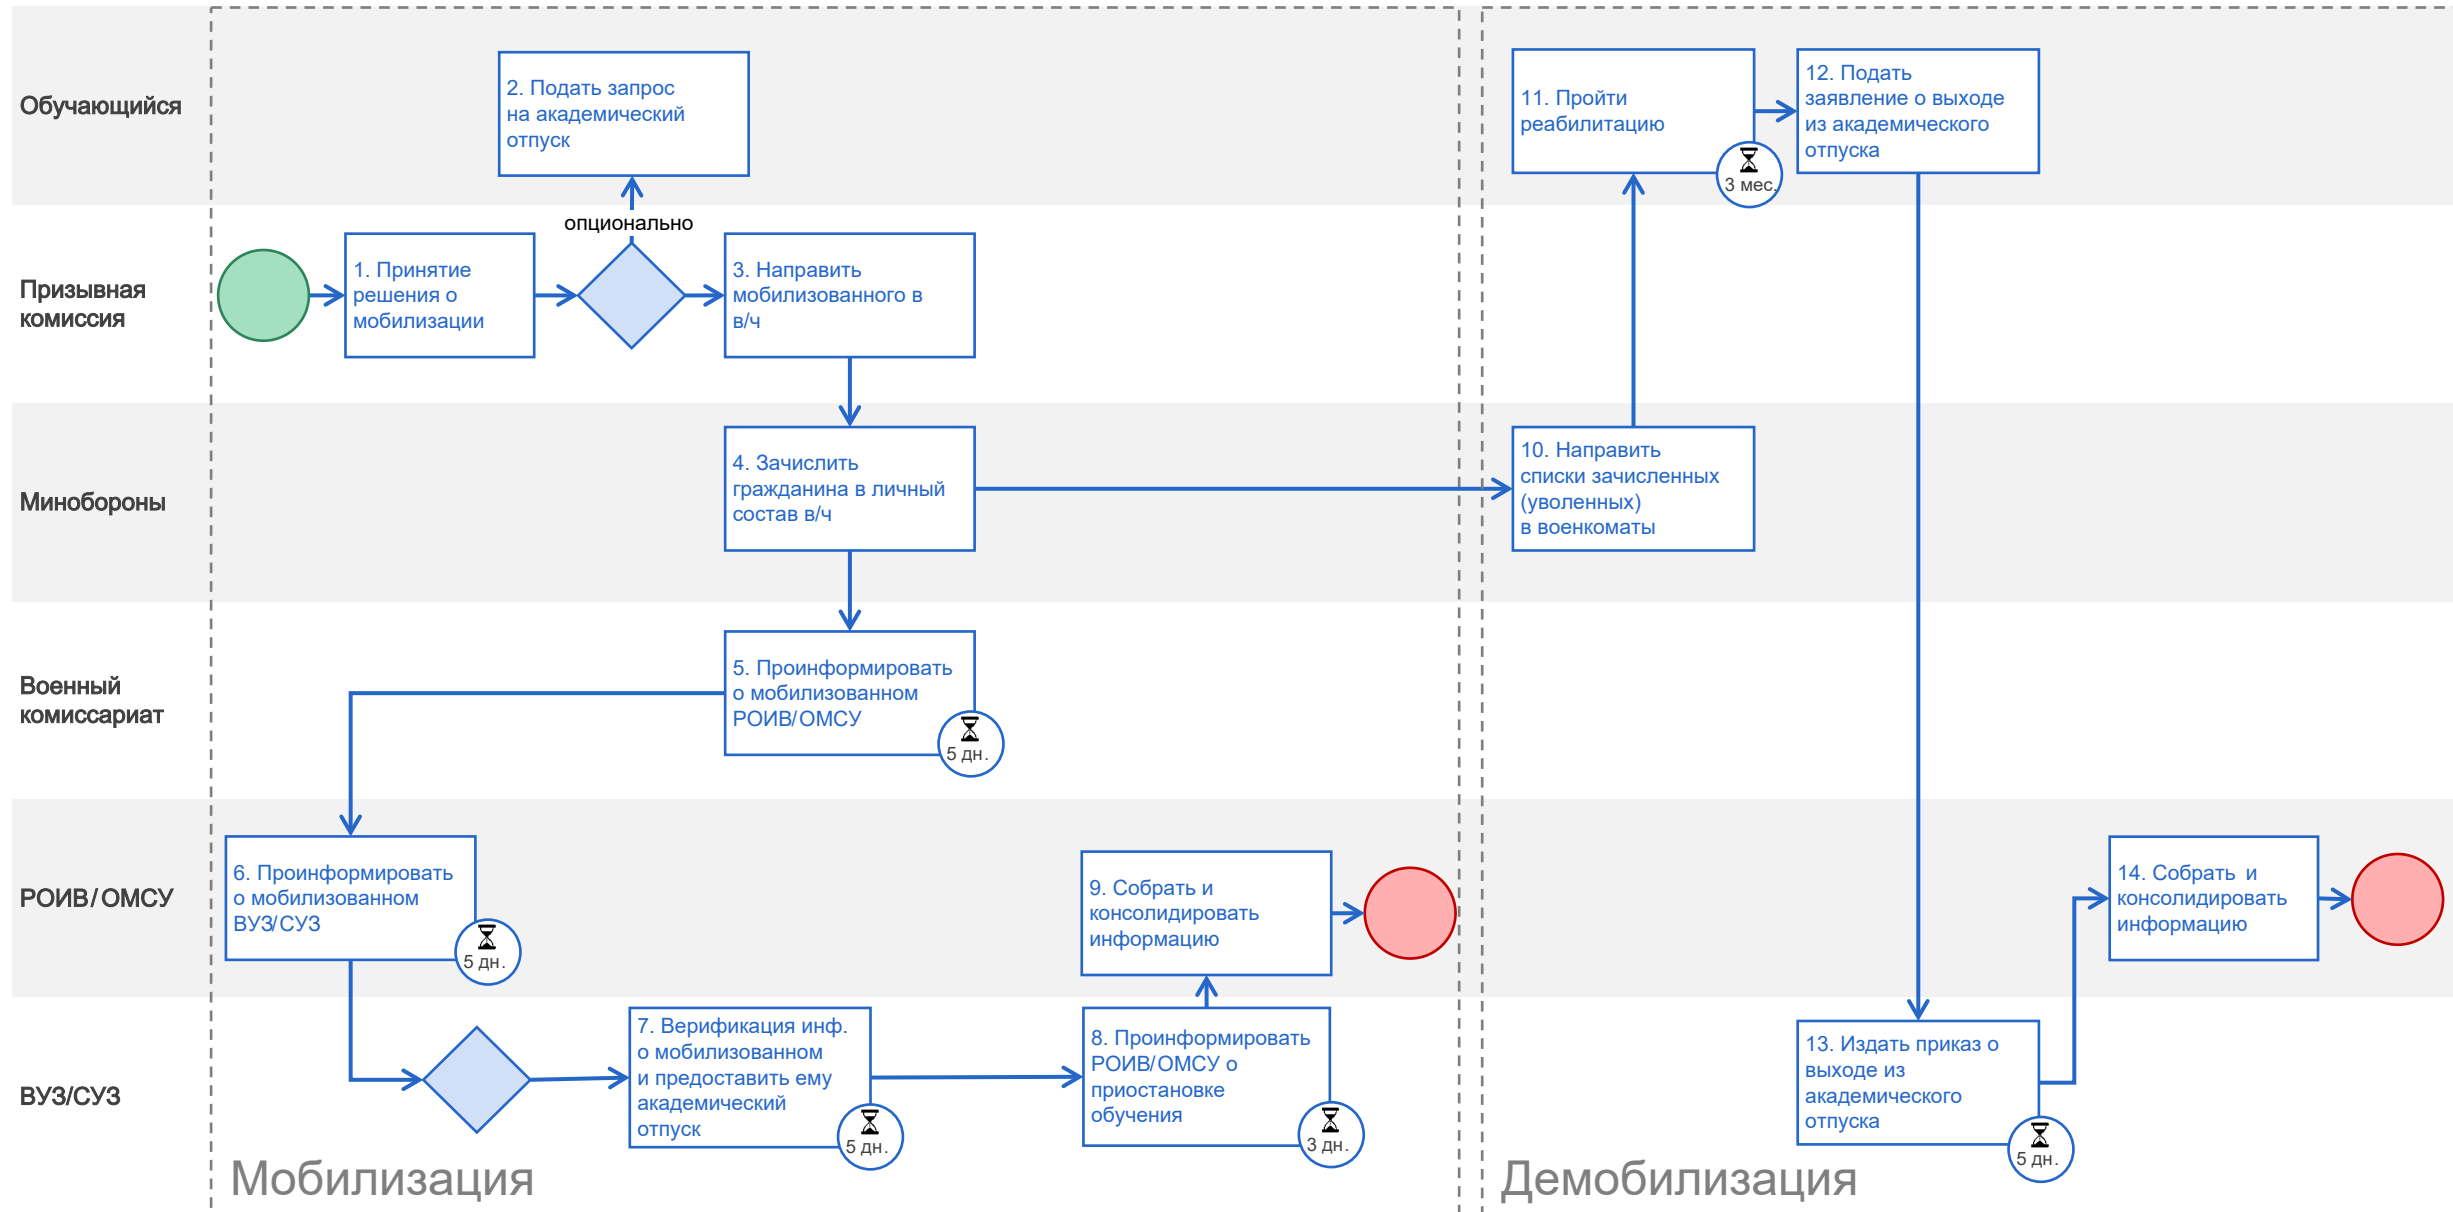 Обучающийся
2. Подать запрос
на академический
отпуск
11. Пройти
реабилитацию
3 мес.
12. Подать
заявление о выходе
из академического
отпуска
опционально
Призывная
комиссия
1. Принятие
решения о
мобилизации
3. Направить
мобилизованного в
в/ч
Минобороны
4. Зачислить
гражданина в личный
состав в/ч
10. Направить
списки зачисленных
(уволенных)
в военкоматы
Военный
комиссариат
5. Проинформировать
о мобилизованном
РОИВ/ОМСУ
5 дн.
РОИВ/ОМСУ
6. Проинформировать
о мобилизованном
ВУЗ/СУЗ
5 дн.
9. Собрать и
консолидировать
информацию
14. Собрать и
консолидировать
информацию
ВУЗ/СУЗ
7. Верификация инф.
о мобилизованном
и предоставить ему
академический
отпуск
5 дн.
8. Проинформировать
РОИВ/ОМСУ о
приостановке
обучения
3 дн.
13. Издать приказ о
выходе из
академического
отпуска
5 дн.
Мобилизация
Демобилизация